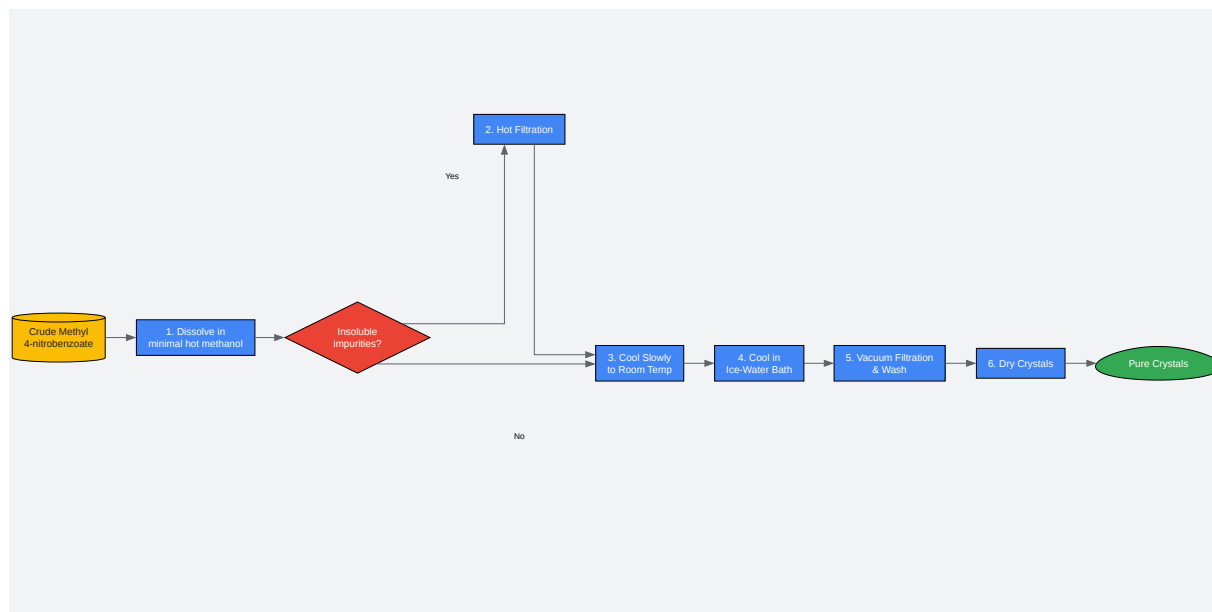 2. Hot Filtration
Yes
Crude Methyl
4-nitrobenzoate
1. Dissolve in
minimal hot methanol
Insoluble
impurities?
3. Cool Slowly
to Room Temp
4. Cool in
Ice-Water Bath
5. Vacuum Filtration
& Wash
6. Dry Crystals
Pure Crystals
No